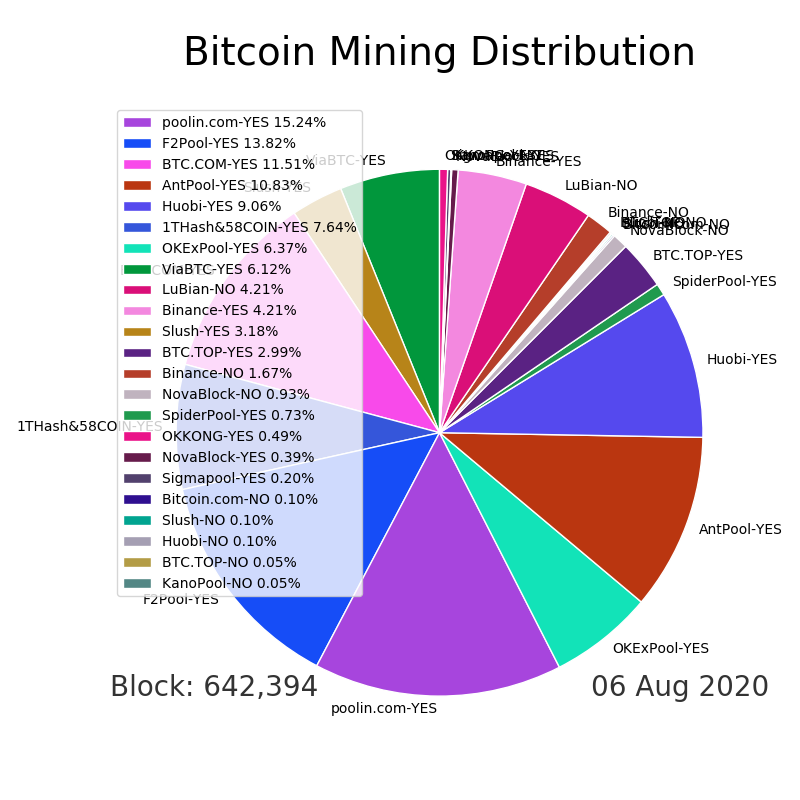 Bitcoin Mining Distribution
poolin.com-YES 15.24%
F2Pool-YES 13.82%
BTC.COM-YES 11.51%
AntPool-YES 10.83%
Huobi-YES 9.06%
1THash&58COIN-YES 7.64%
OKExPool-YES 6.37%
ViaBTC-YES 6.12%
LuBian-NO 4.21%
Binance-YES 4.21%
Slush-YES 3.18%
BTC.TOP-YES 2.99%
Binance-NO 1.67%
NovaBlock-NO 0.93%
SpiderPool-YES 0.73%
OKKONG-YES 0.49%
NovaBlock-YES 0.39%
Sigmapool-YES 0.20%
Bitcoin.com-NO 0.10%
Slush-NO 0.10%
Huobi-NO 0.10%
BTC.TOP-NO 0.05%
KanoPool-NO 0.05%
ViaBTC-YES
Binance-YES
LuBian-NO
Binance-NO
NovaBlock-NO
BTC.TOP-YES
SpiderPool-YES
Huobi-YES
1THash&58COIN-YES
AntPool-YES
F2Pool-YES
OKExPool-YES
poolin.com-YES
Block: 642,394
06 Aug 2020